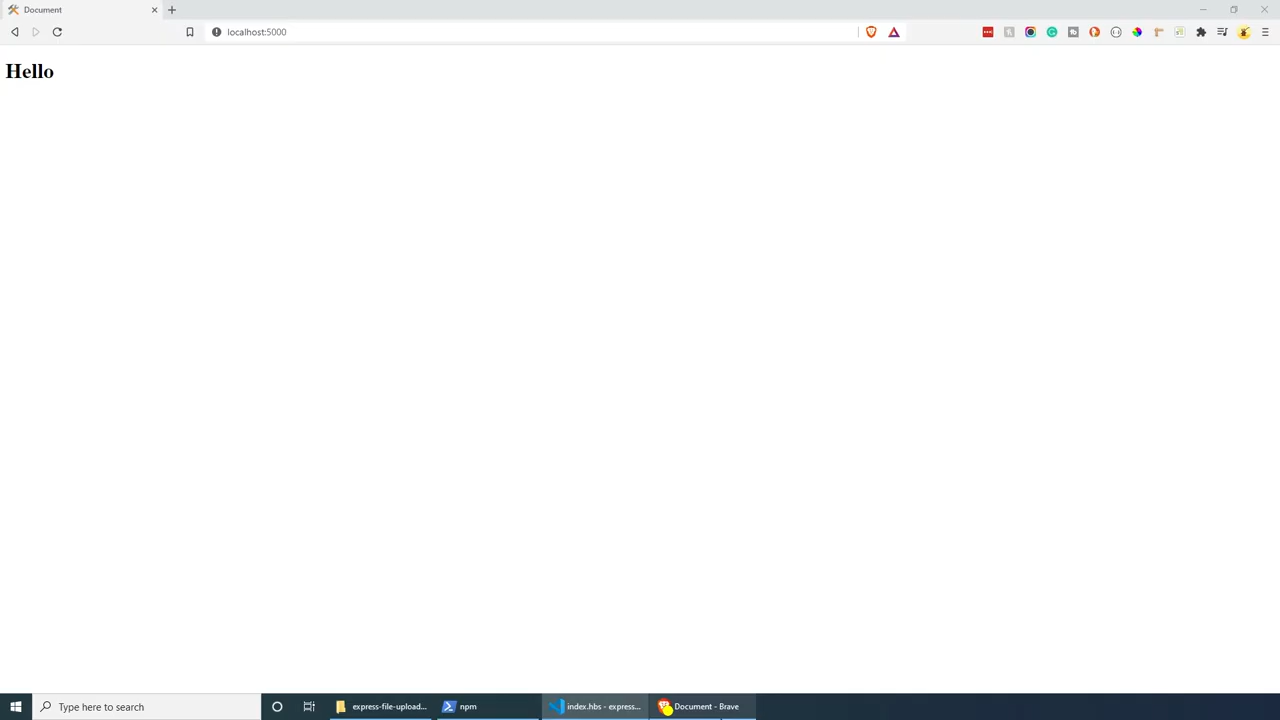 Document
localhost:5000
Hello
Type here to search
express-file-upload...
npm
index.hbs - express...
Document - Brave